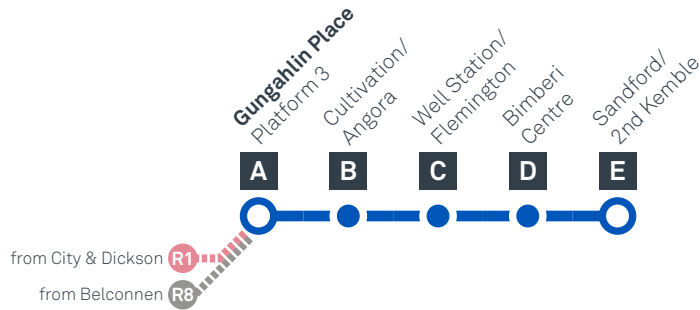 Gungahlin Place
Platform 3
Cultivation/
Angora
Well Station/
Flemington
Bimberi
Centre
Sandford/
2nd Kemble
A
B
C
D
E
from City & Dickson R1
from Belconnen R8